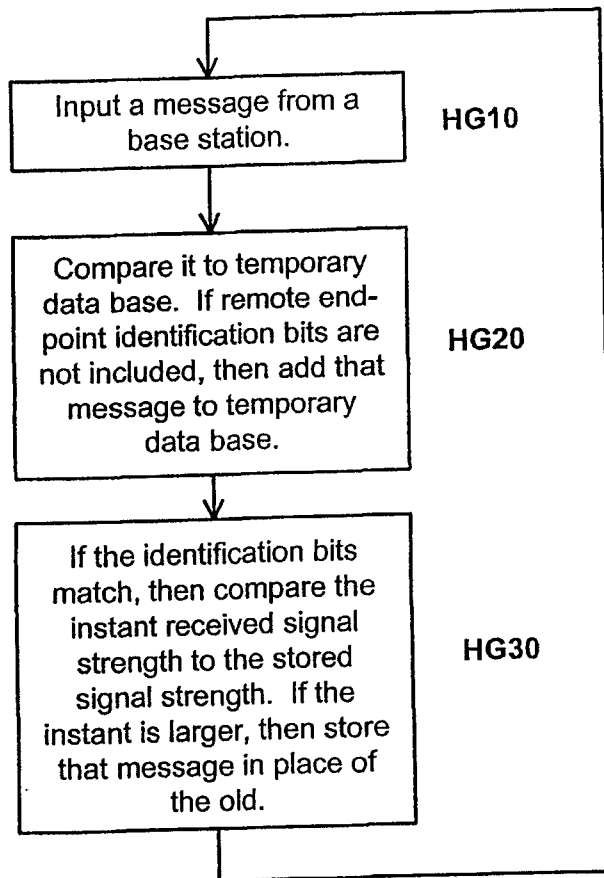 Input a message from a
base station.
HG10
Compare it to temporary
data base. If remote end-
point identification bits are
not included, then add that
message to temporary
data base.
HG20
If the identification bits
match, then compare the
instant received signal
strength to the stored
signal strength. If the
instant is larger, then store
that message in place of
the old.
HG30